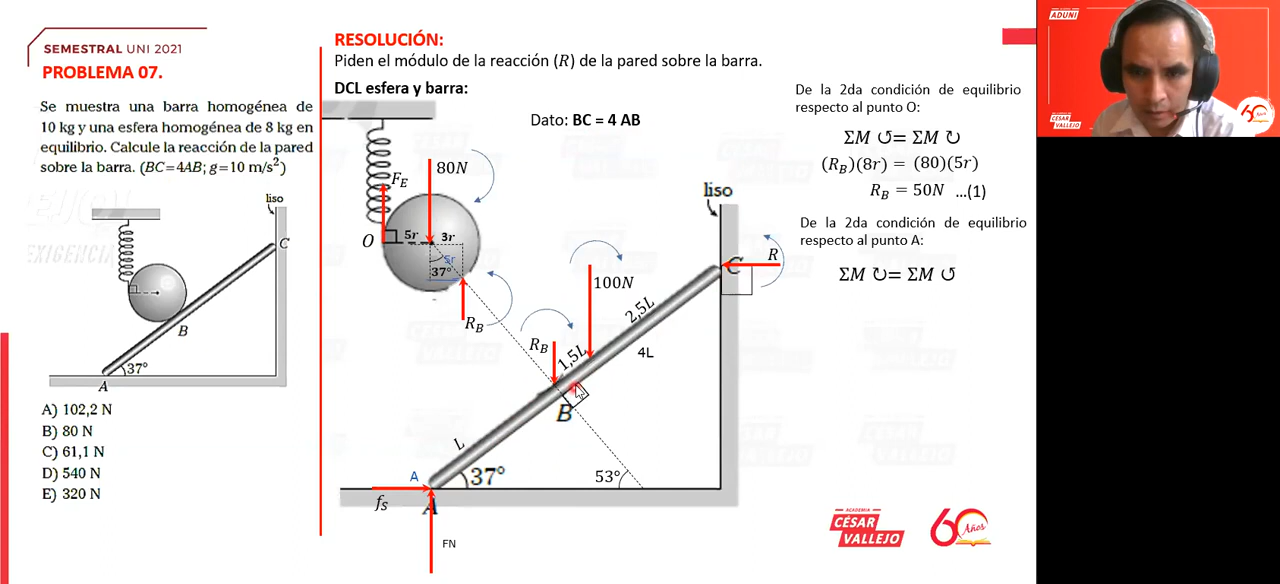 SEMESTRAL UNI 2021
PROBLEMA 07.
Se muestra una barra homogénea de
10 kg y una esfera homogénea de 8 kg en
equilibrio. Calcule la reacción de la pared
sobre la barra. (BC=4AB; g=10 m/s²)
liso
C
B
37°
A
A) 102,2 N
B) 80 N
C) 61,1 N
D) 540 N
E) 320 N
RESOLUCIÓN:
Piden el módulo de la reacción (R) de la pared sobre la barra.
DCL esfera y barra:
Dato: BC = 4 AB
80N
F_E
O
5r
3r
5r
37°
R_B
R_B
100N
1,5L
2,5L
4L
liso
C
R
B
L
A
37°
53°
f_S
A
FN
De la 2da condición de equilibrio
respecto al punto O:
ΣM ↺= ΣM ↻
(R_B)(8r) = (80)(5r)
R_B = 50N …(1)
De la 2da condición de equilibrio
respecto al punto A:
ΣM ↻= ΣM ↺
ACADEMIA
CÉSAR
VALLEJO
60
Años
ADUNI
ACADEMIA
CÉSAR
VALLEJO
60
Años